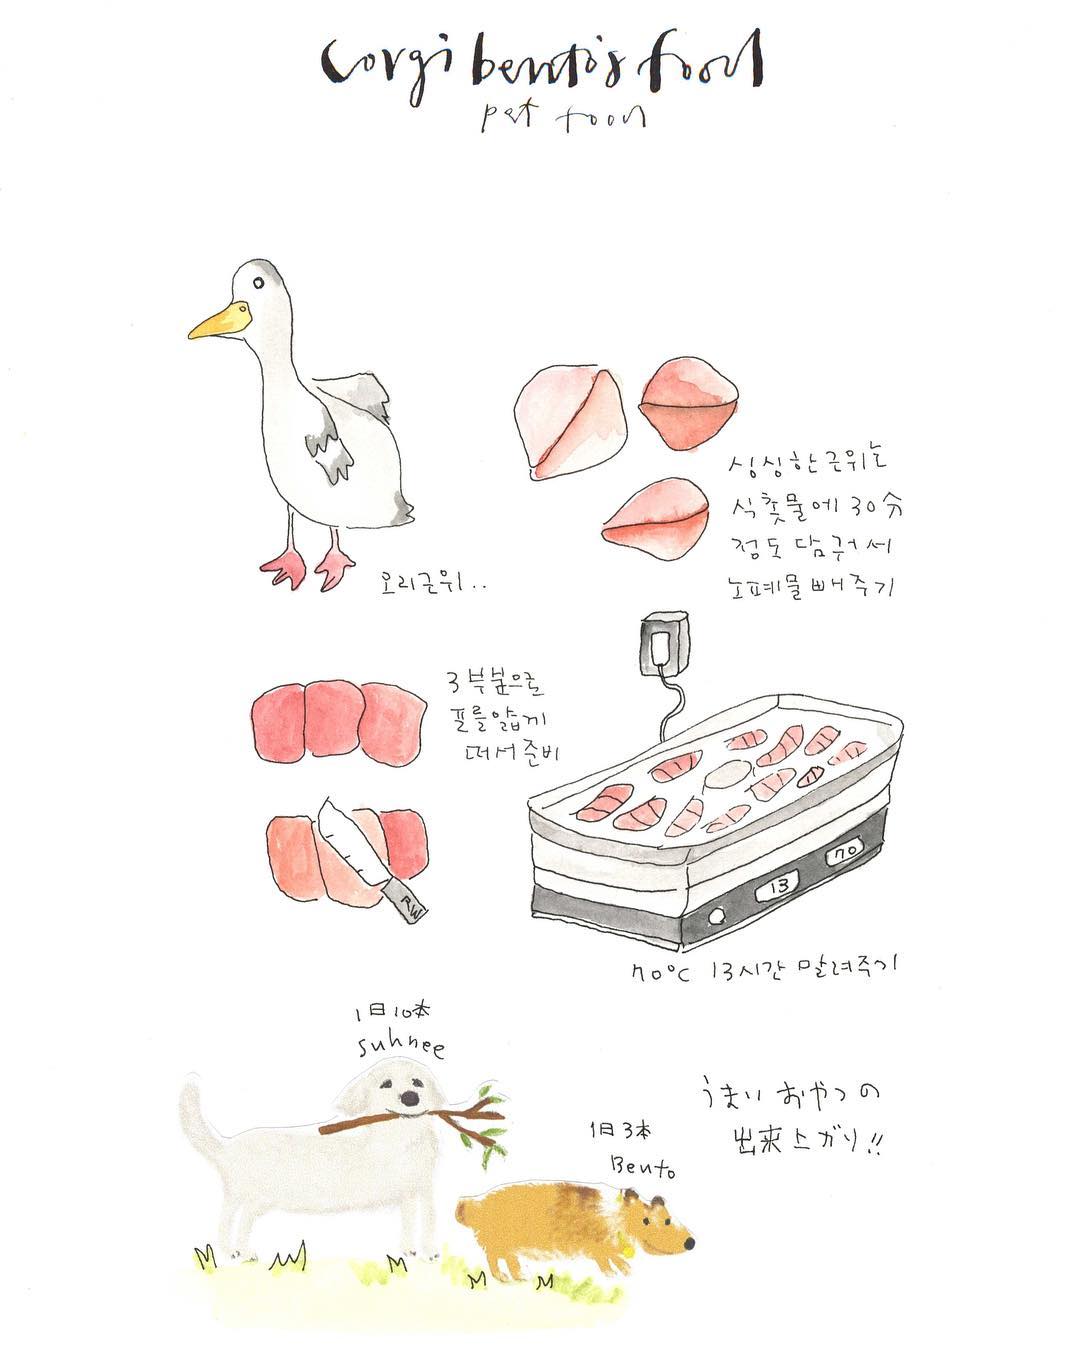 corgi bento's food
pet food
오리근위..
싱싱한 근위는
식촛물에 30分
정도 담궈서
노폐물 빼주기
3부분으로
포를 얇게
떠서 준비
RW
70
13
70℃ 13시간 말려주기
1日10本
suhnee
1日3本
Bento
うまい おやつの
出来上がり!!